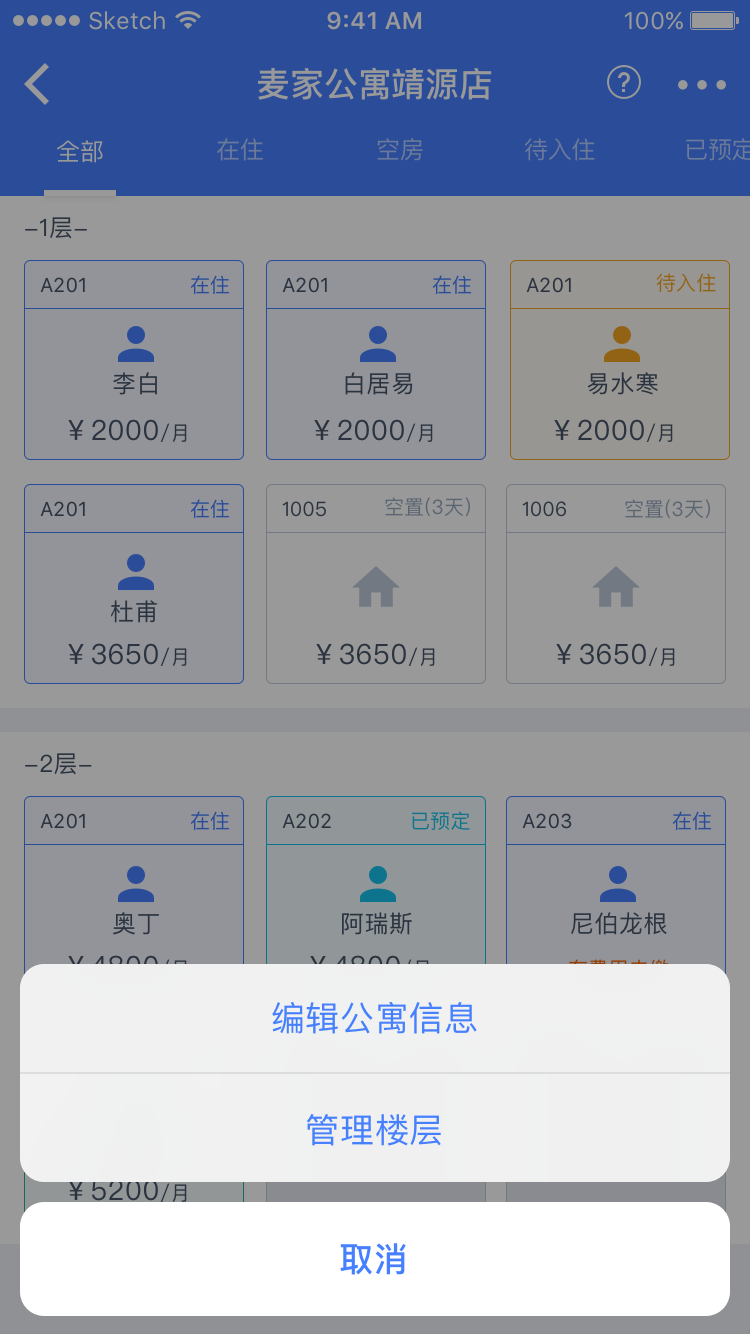 Sketch 9:41 AM 100%
麦家公寓靖源店 ?
全部 在住 空房 待入住 已预定
–1层–
A201 在住 A201 在住 A201 待入住
李白 白居易 易水寒
¥ 2000/月 ¥ 2000/月 ¥ 2000/月
A201 在住 1005 空置(3天) 1006 空置(3天)
杜甫
¥ 3650/月 ¥ 3650/月 ¥ 3650/月
–2层–
A201 在住 A202 已预定 A203 在住
奥丁 阿瑞斯 尼伯龙根
¥ 4800/月 ¥ 4800/月
编辑公寓信息
管理楼层
¥ 5200/月
取消